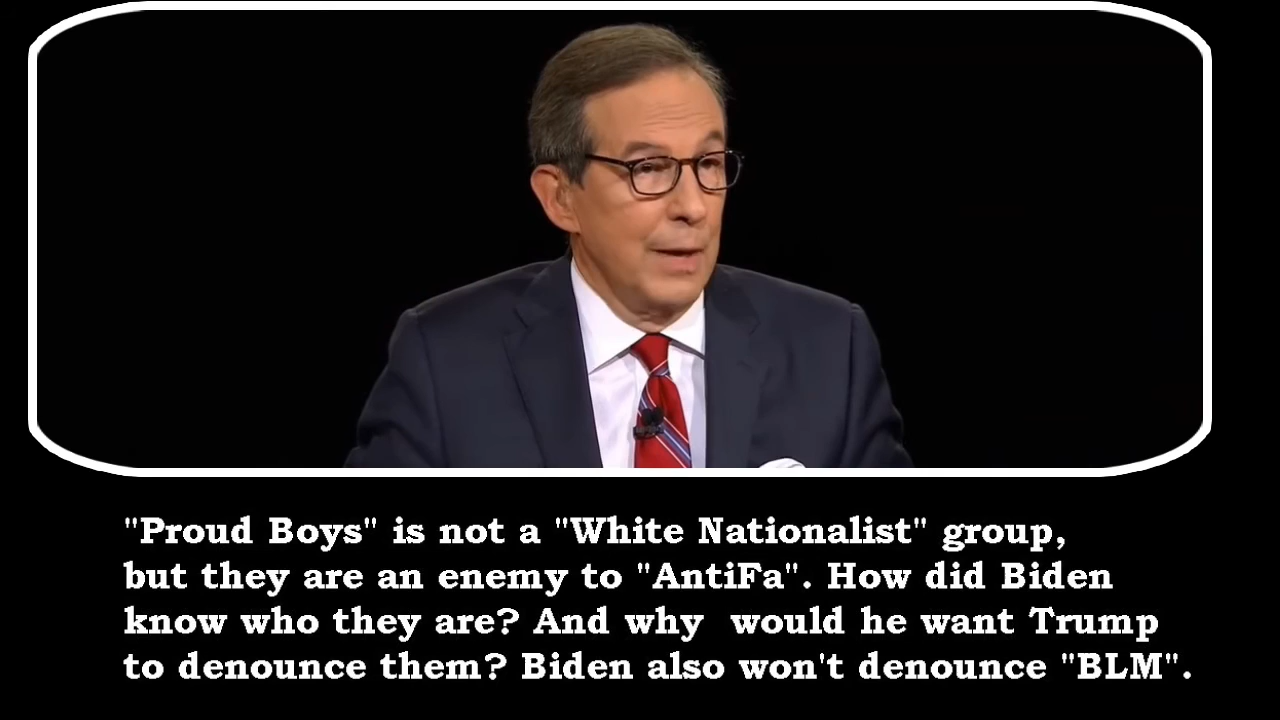 "Proud Boys" is not a "White Nationalist" group,
but they are an enemy to "AntiFa". How did Biden
know who they are? And why  would he want Trump
to denounce them? Biden also won't denounce "BLM".